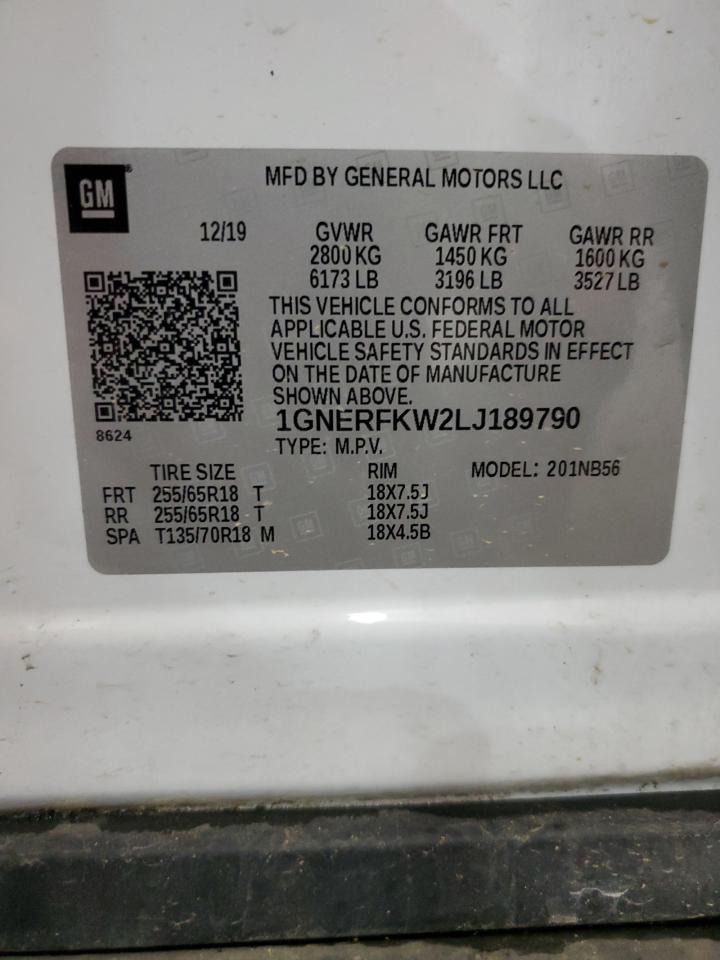 GM ®
MFD BY GENERAL MOTORS LLC
12/19 GVWR GAWR FRT GAWR RR
2800 KG 1450 KG 1600 KG
6173 LB 3196 LB 3527 LB
THIS VEHICLE CONFORMS TO ALL
APPLICABLE U.S. FEDERAL MOTOR
VEHICLE SAFETY STANDARDS IN EFFECT
ON THE DATE OF MANUFACTURE
SHOWN ABOVE.
1GNERFKW2LJ189790
8624
TYPE: M.P.V.
TIRE SIZE RIM MODEL: 201NB56
FRT 255/65R18 T 18X7.5J
RR 255/65R18 T 18X7.5J
SPA T135/70R18 M 18X4.5B